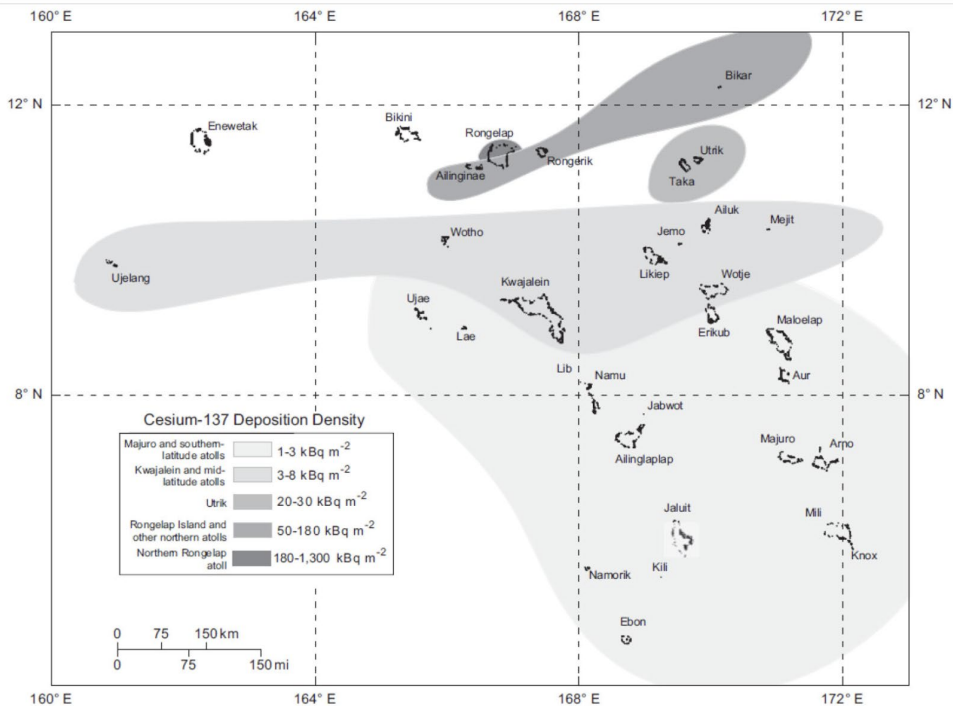 160° E 164° E 168° E 172° E
Bikar
12° N 12° N
Enewetak
Bikini
Rongelap
Rongerik
Ailinginae
Utrik
Taka
Ailuk
Mejit
Jemo
Wotho
Likiep
Ujelang
Wotje
Kwajalein
Ujae
Lae
Erikub
Maloelap
Lib
Namu
Aur
8° N 8° N
Jabwot
Ailinglaplap
Majuro
Arno
Jaluit
Mili
Knox
Namorik
Kili
Ebon
Cesium-137 Deposition Density
Majuro and southern-
latitude atolls
1-3 kBq m⁻²
Kwajalein and mid-
latitude atolls
3-8 kBq m⁻²
Utrik
20-30 kBq m⁻²
Rongelap Island and
other northern atolls
50-180 kBq m⁻²
Northern Rongelap
atoll
180-1,300 kBq m⁻²
0 75 150 km
0 75 150 mi
160° E 164° E 168° E 172° E